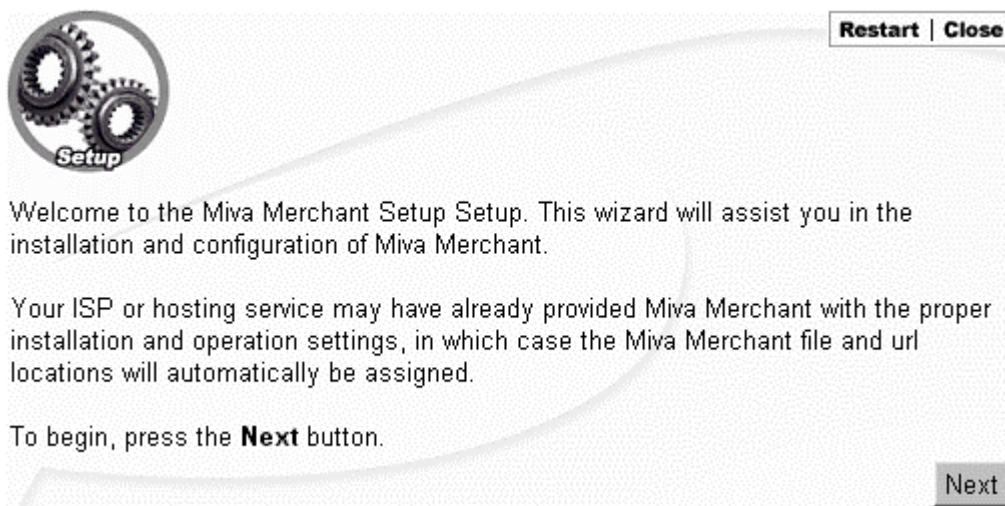 Restart | Close
Setup
Welcome to the Miva Merchant Setup Setup. This wizard will assist you in the
installation and configuration of Miva Merchant.
Your ISP or hosting service may have already provided Miva Merchant with the proper
installation and operation settings, in which case the Miva Merchant file and url
locations will automatically be assigned.
To begin, press the Next button.
Next